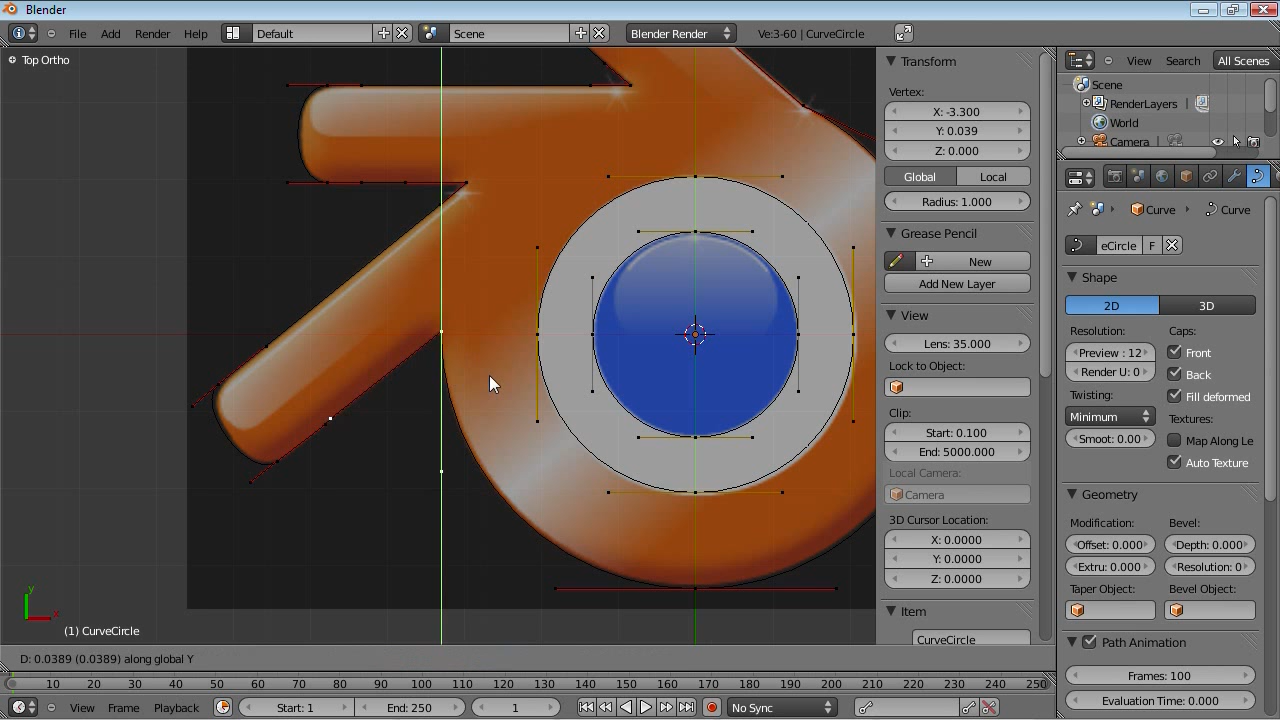 Blender
File Add Render Help Default Scene Blender Render Ve:3-60 | CurveCircle
Top Ortho
Transform
Vertex:
X: -3.300
Y: 0.039
Z: 0.000
Global Local
Radius: 1.000
Grease Pencil
New
Add New Layer
View
Lens: 35.000
Lock to Object:
Clip:
Start: 0.100
End: 5000.000
Local Camera:
Camera
3D Cursor Location:
X: 0.0000
Y: 0.0000
Z: 0.0000
Item
CurveCircle
View Search All Scenes
Scene
RenderLayers
World
Camera
Curve Curve
eCircle F
Shape
2D 3D
Resolution: Caps:
Preview : 12 Front
Render U: 0 Back
Twisting: Fill deformed
Minimum Textures:
Smoot: 0.00 Map Along Le
Auto Texture
Geometry
Modification: Bevel:
Offset: 0.000 Depth: 0.000
Extru: 0.000 Resolution: 0
Taper Object: Bevel Object:
Path Animation
Frames: 100
Evaluation Time: 0.000
y
x
(1) CurveCircle
D: 0.0389 (0.0389) along global Y
10 20 30 40 50 60 70 80 90 100 110 120 130 140 150 160 170 180 190 200 210 220 230 240 250
View Frame Playback Start: 1 End: 250 1 No Sync